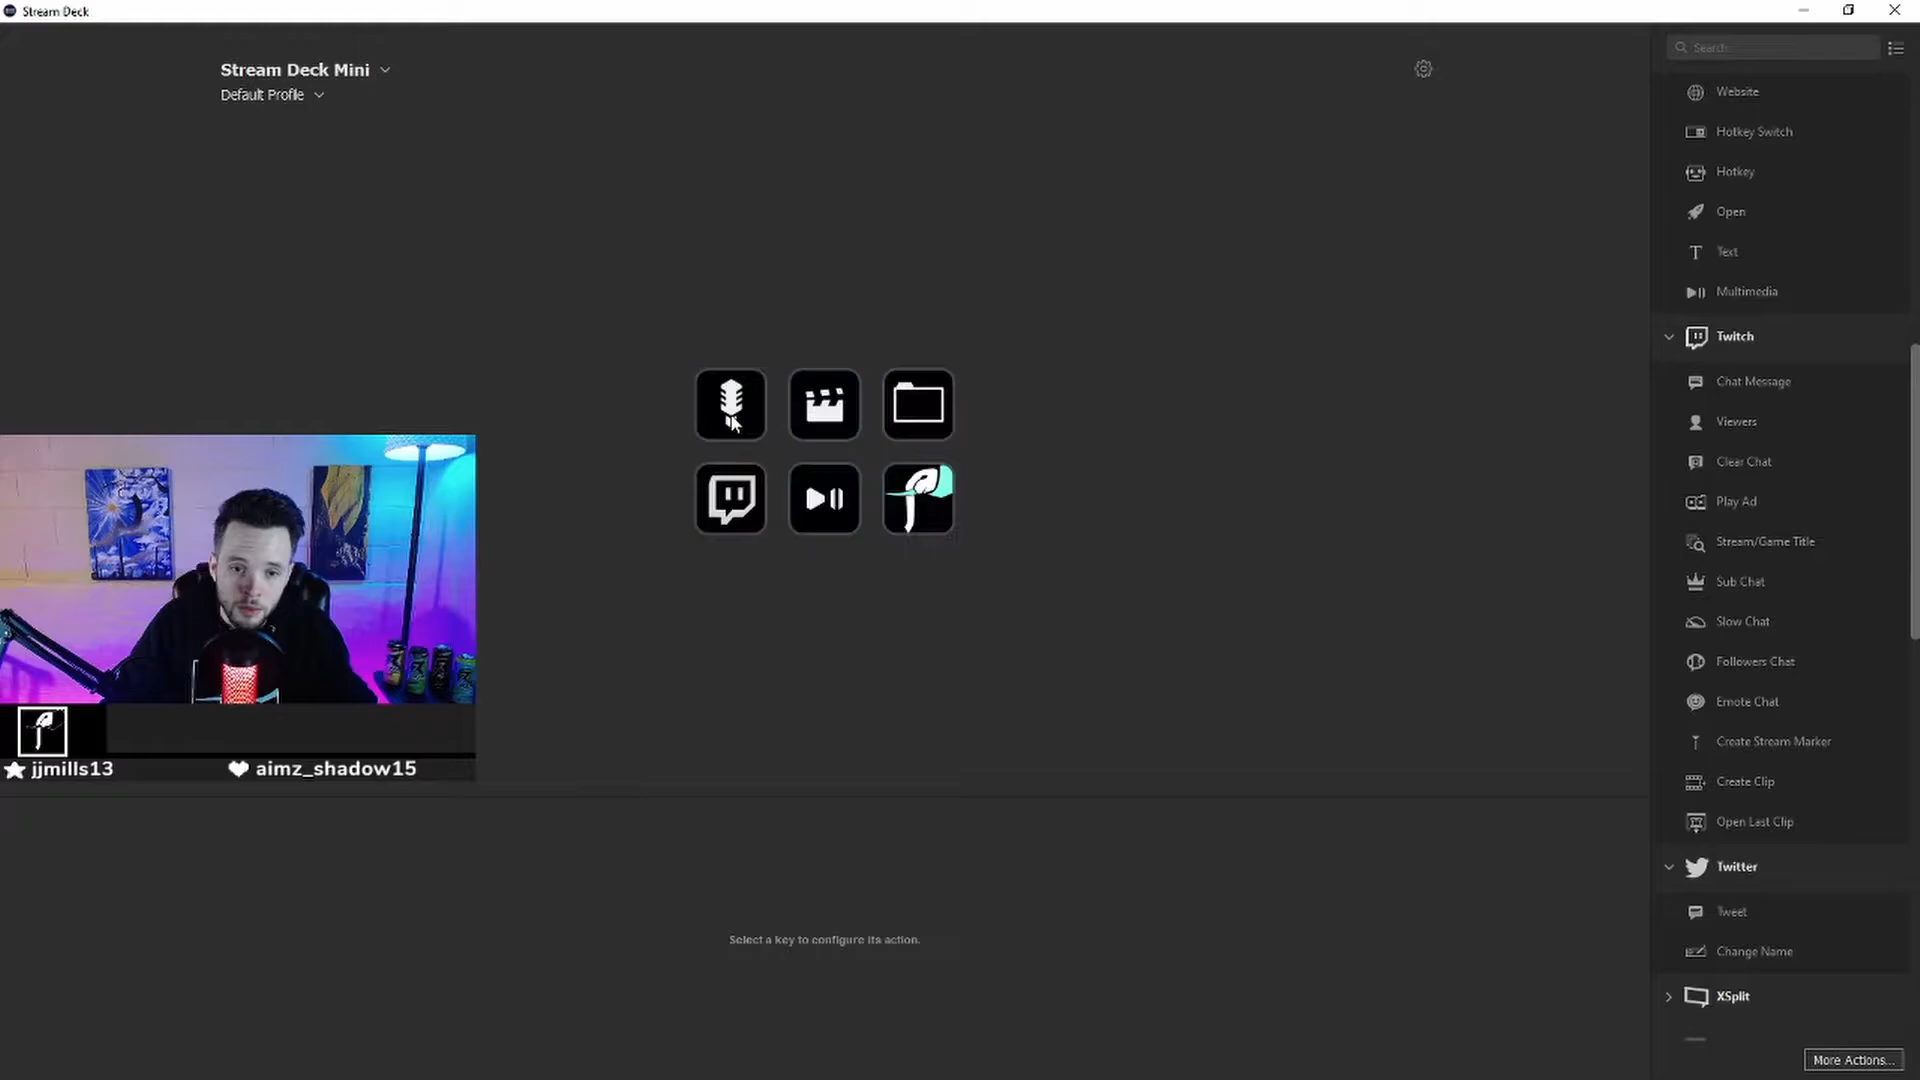 Stream Deck
Stream Deck Mini
Default Profile
Search
Website
Hotkey Switch
Hotkey
Open
Text
Multimedia
Twitch
Chat Message
Viewers
Clear Chat
Play Ad
Stream/Game Title
Sub Chat
Slow Chat
Followers Chat
Emote Chat
Create Stream Marker
Create Clip
Open Last Clip
Twitter
Tweet
Change Name
XSplit
More Actions...
jjmills13
aimz_shadow15
Select a key to configure its action.